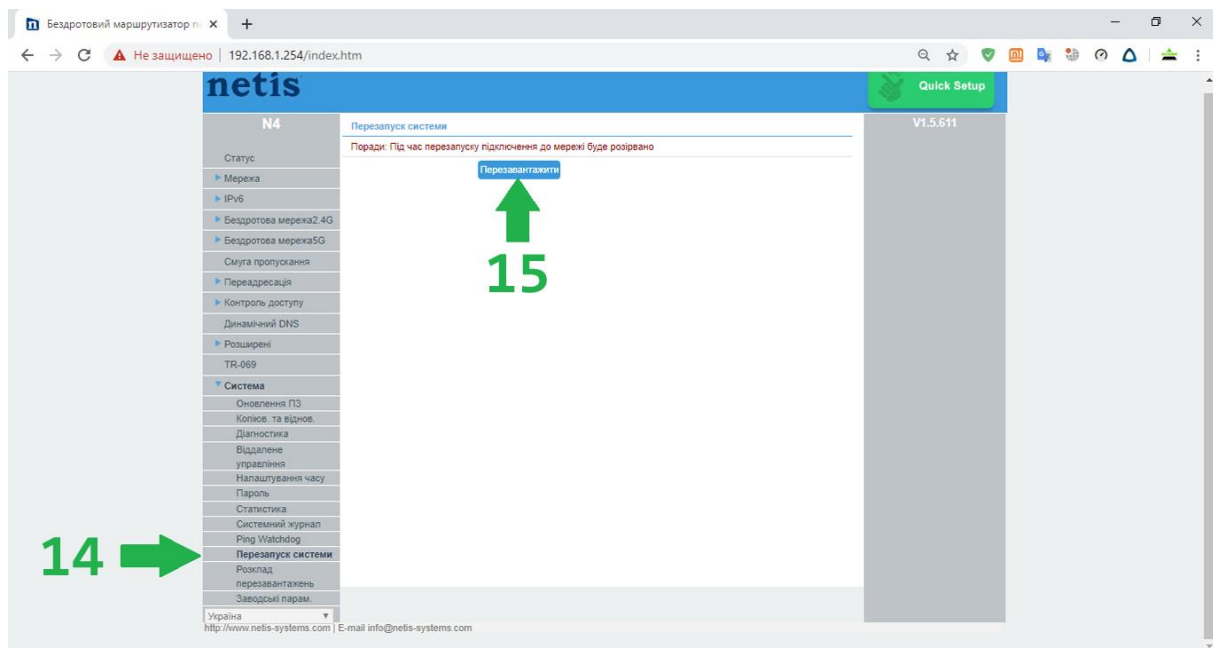 Бездротовий маршрутизатор п
Не защищено | 192.168.1.254/index.htm
netis
Quick Setup
N4
Перезапуск системи
V1.5.611
Поради: Під час перезапуску підключення до мережі буде розірвано
Перезавантажити
15
Статус
Мережа
IPv6
Бездротова мережа2.4G
Бездротова мережа5G
Смуга пропускання
Переадресація
Контроль доступу
Динамічний DNS
Розширені
TR-069
Система
Оновлення ПЗ
Копіюв. та віднов.
Діагностика
Віддалене
управління
Налаштування часу
Пароль
Статистика
Системний журнал
Ping Watchdog
14
Перезапуск системи
Розклад
перезавантажень
Заводські парам.
Україна
http://www.netis-systems.com | E-mail info@netis-systems.com